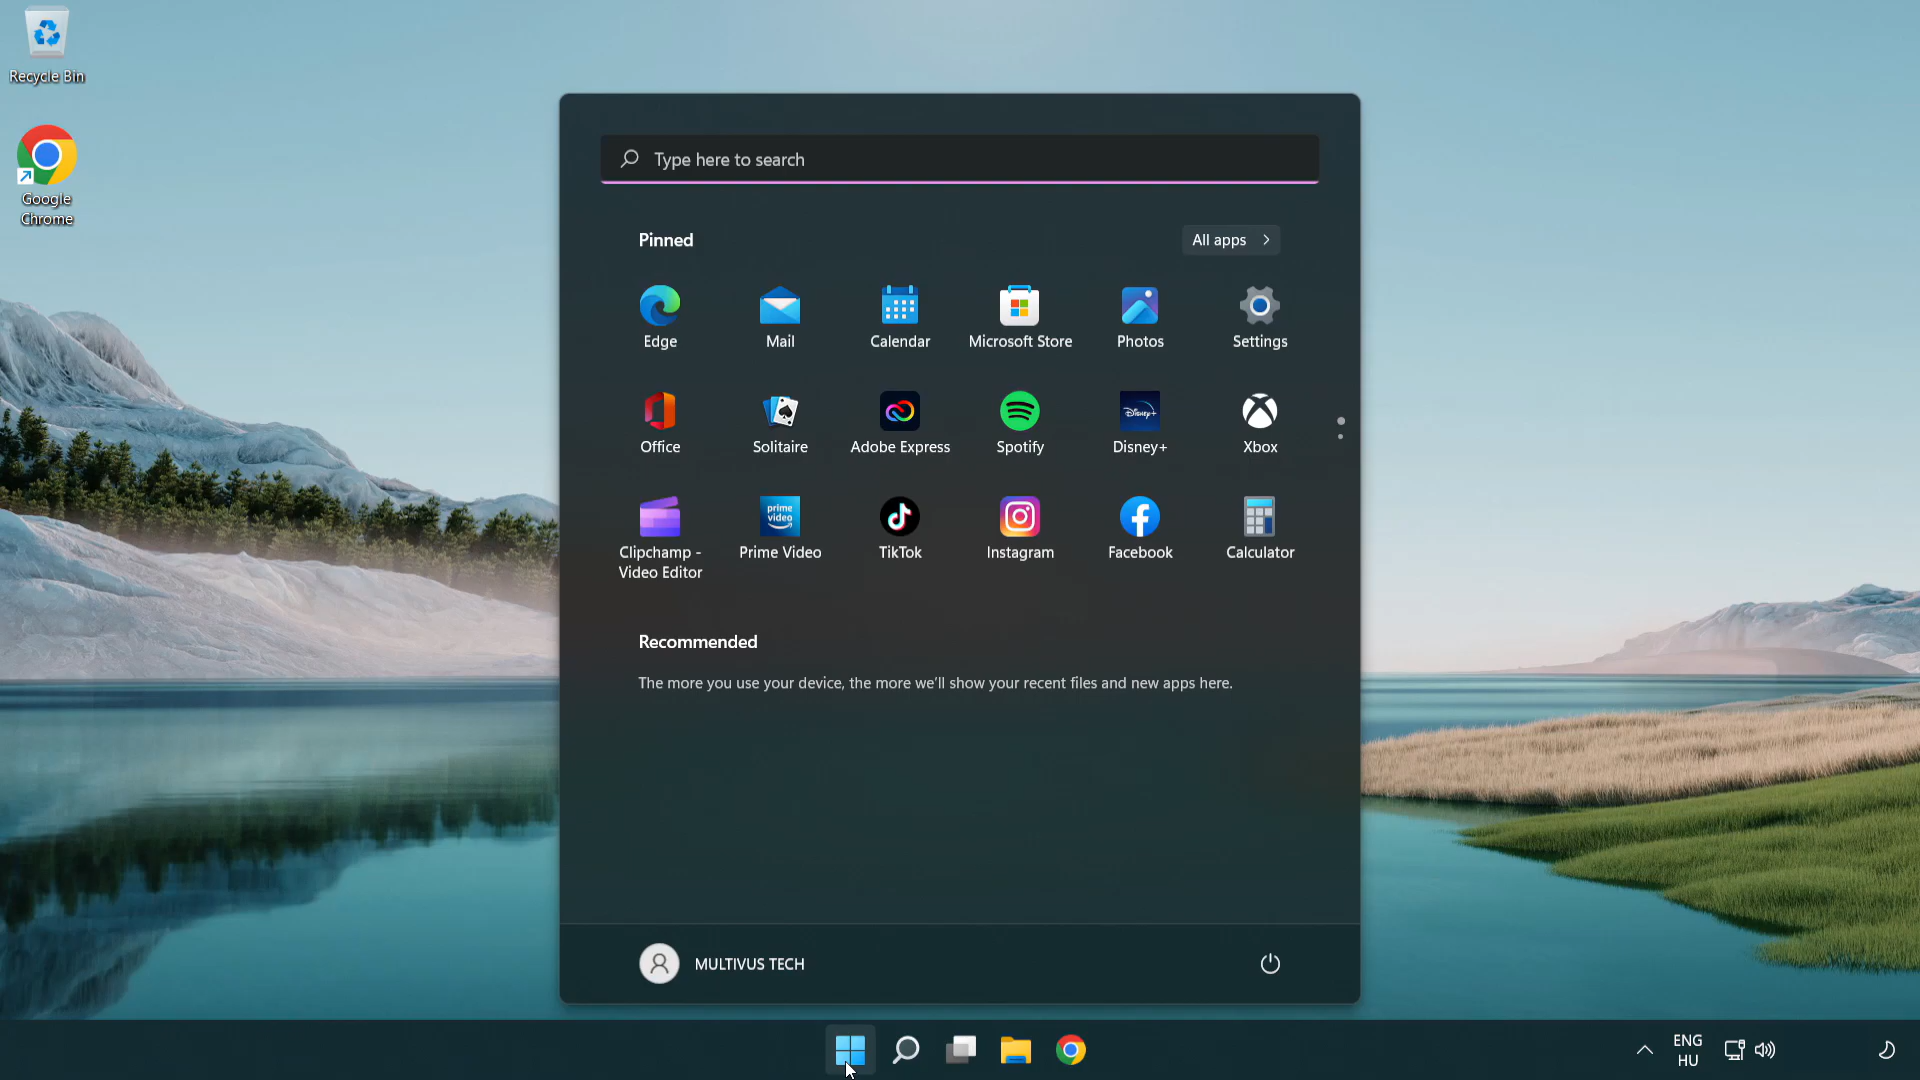 Recycle Bin
Google
Chrome
Type here to search
Pinned
All apps
Edge
Mail
Calendar
Microsoft Store
Photos
Settings
Office
Solitaire
Adobe Express
Spotify
Disney+
Xbox
Clipchamp -
Video Editor
Prime Video
TikTok
Instagram
Facebook
Calculator
Disney+
prime
video
Recommended
The more you use your device, the more we'll show your recent files and new apps here.
MULTIVUS TECH
ENG
HU